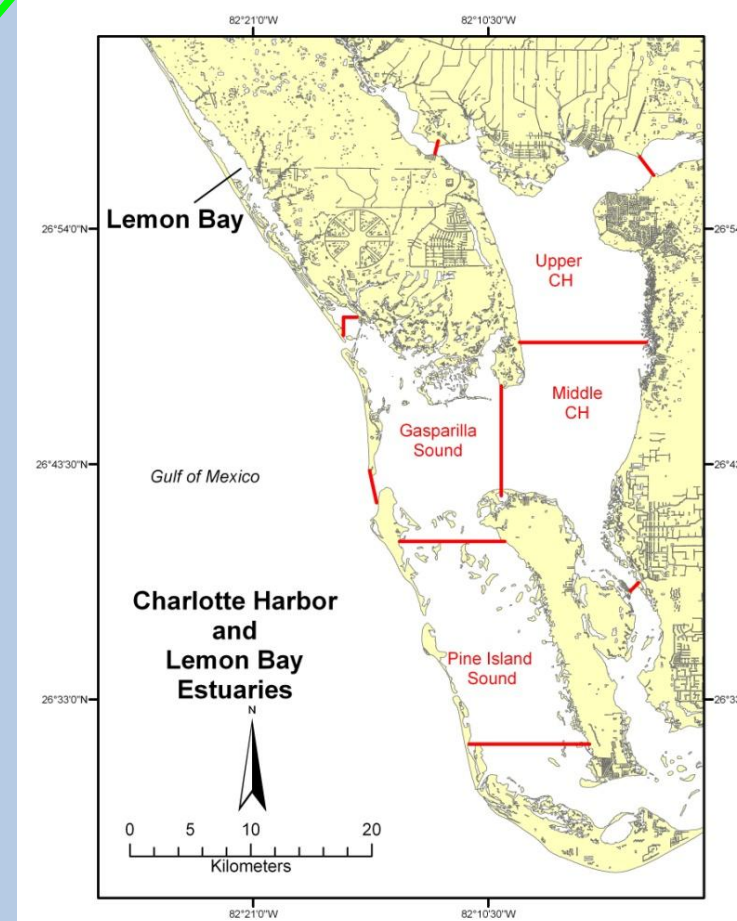 82°21'0"W
82°10'30"W
Lemon Bay
26°54'0"N
26°54
Upper
CH
Middle
CH
Gasparilla
Sound
26°43'30"N
26°43
Gulf of Mexico
Charlotte Harbor
and
Lemon Bay
Estuaries
Pine Island
Sound
26°33'0"N
26°33
N
0 5 10 20
Kilometers
82°21'0"W
82°10'30"W